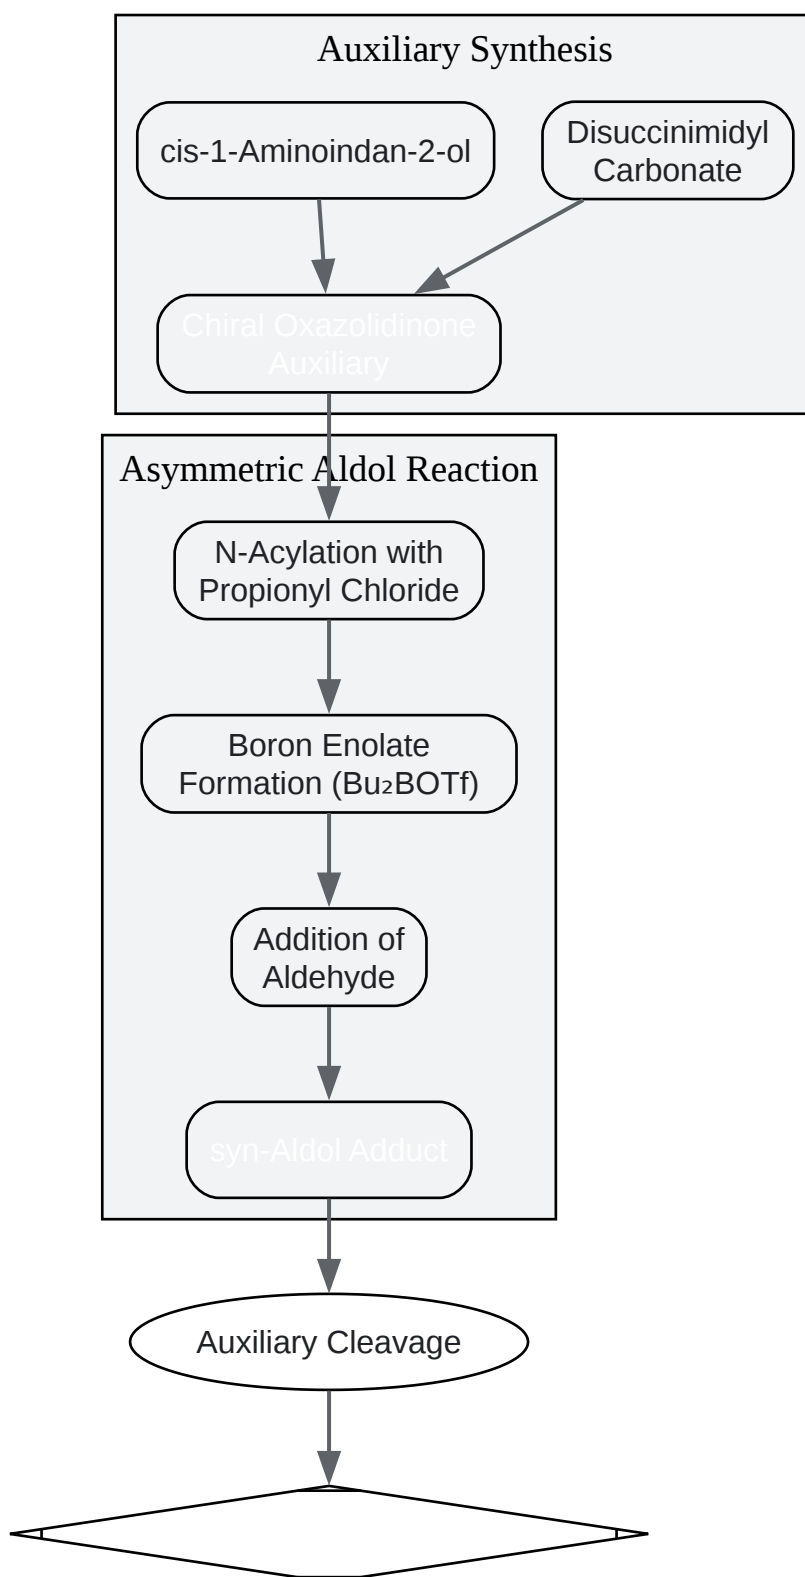 Auxiliary Synthesis
cis-1-Aminoindan-2-ol
Disuccinimidyl
Carbonate
Chiral Oxazolidinone
Auxiliary
Asymmetric Aldol Reaction
N-Acylation with
Propionyl Chloride
Boron Enolate
Formation (Bu₂BOTf)
Addition of
Aldehyde
syn-Aldol Adduct
Auxiliary Cleavage